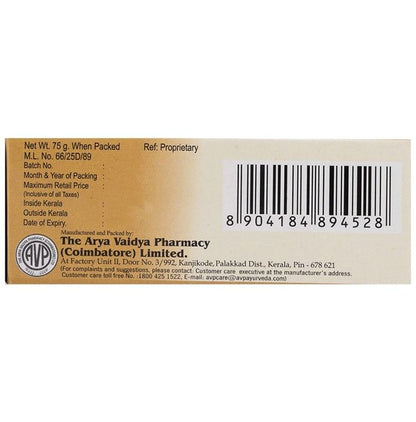 Net Wt. 75 g. When Packed
Ref: Proprietary
M.L. No. 66/25D/89
Batch No. :
Month & Year of Packing :
Maximum Retail Price :
(Inclusive of all Taxes)
Inside Kerala :
Outside Kerala :
Date of Expiry.
8 904184 894528
Manufactured and Packed by:
The Arya Vaidya Pharmacy
(Coimbatore) Limited.
At Factory Unit II, Door No. 3/992, Kanjikode, Palakkad Dist., Kerala, Pin - 678 621
(For complaints and suggestions, please contact: Customer care executive at the manufacturer's address.
Customer care toll free No. :1800 425 1522, e-mail: avpcare@avpayurveda.com)
AVP